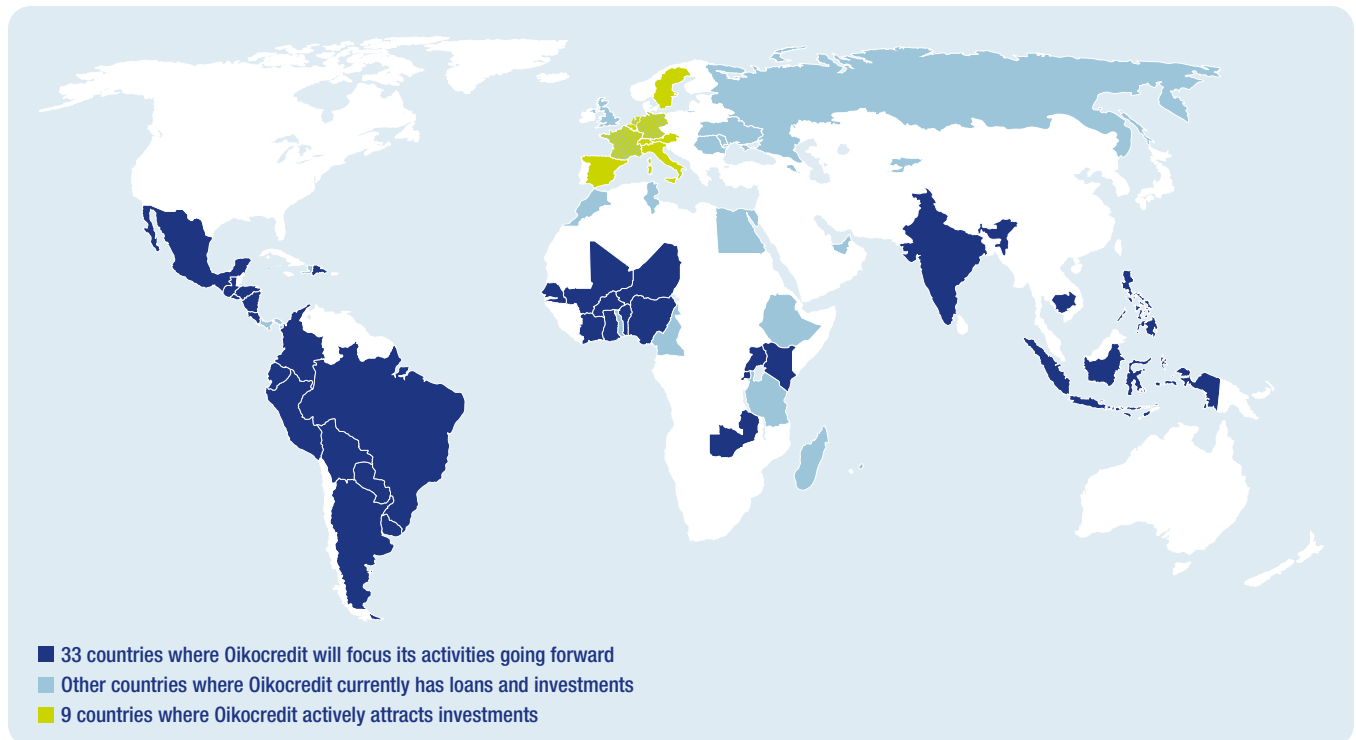 33 countries where Oikocredit will focus its activities going forward
Other countries where Oikocredit currently has loans and investments
9 countries where Oikocredit actively attracts investments